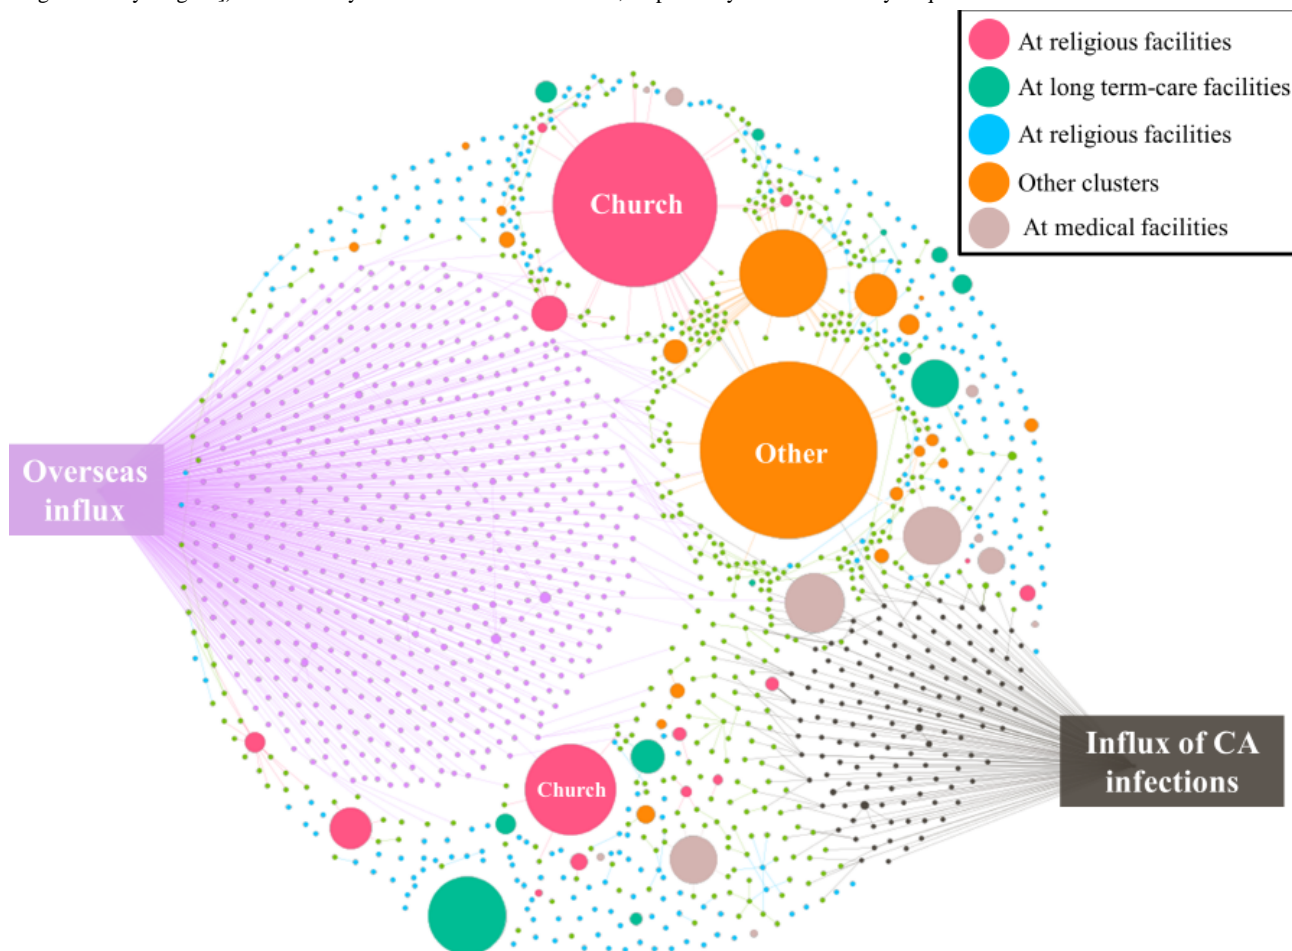 At religious facilities
At long term-care facilities
At religious facilities
Other clusters
At medical facilities
Church
Other
Overseas
influx
Influx of CA
infections
Church